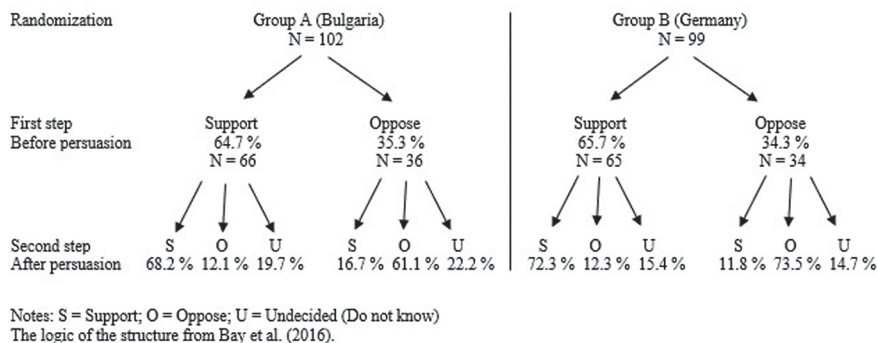 Randomization Group A (Bulgaria) Group B (Germany)
N = 102 N = 99
First step Support Oppose Support Oppose
Before persuasion 64.7 % 35.3 % 65.7 % 34.3 %
N = 66 N = 36 N = 65 N = 34
Second step S O U S O U S O U S O U
After persuasion 68.2 % 12.1 % 19.7 % 16.7 % 61.1 % 22.2 % 72.3 % 12.3 % 15.4 % 11.8 % 73.5 % 14.7 %
Notes: S = Support; O = Oppose; U = Undecided (Do not know)
The logic of the structure from Bay et al. (2016).